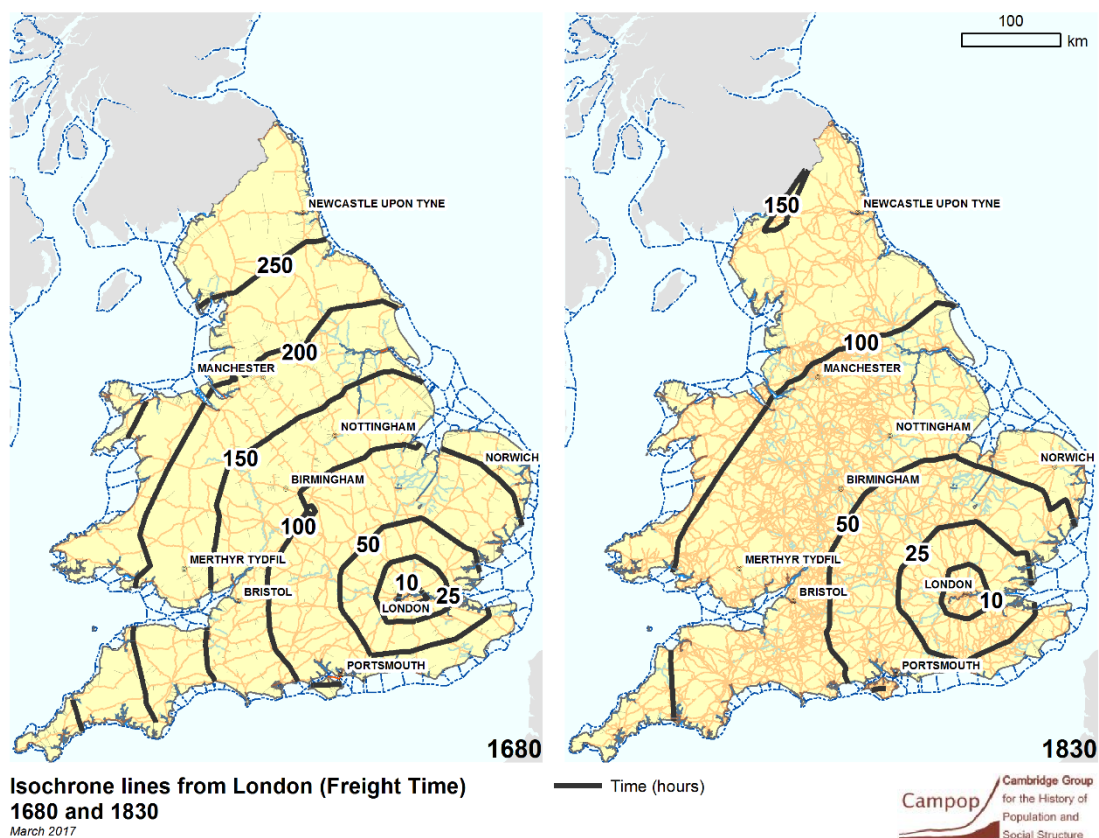 100
km
NEWCASTLE UPON TYNE
250
200
MANCHESTER
NOTTINGHAM
150
NORWICH
BIRMINGHAM
100
50
MERTHYR TYDFIL
10
25
BRISTOL
LONDON
PORTSMOUTH
1680
150
NEWCASTLE UPON TYNE
100
MANCHESTER
NOTTINGHAM
NORWICH
BIRMINGHAM
50
25
MERTHYR TYDFIL
LONDON
BRISTOL
10
PORTSMOUTH
1830
Isochrone lines from London (Freight Time)
1680 and 1830
March 2017
Time (hours)
Campop
Cambridge Group
for the History of
Population and
Social Structure